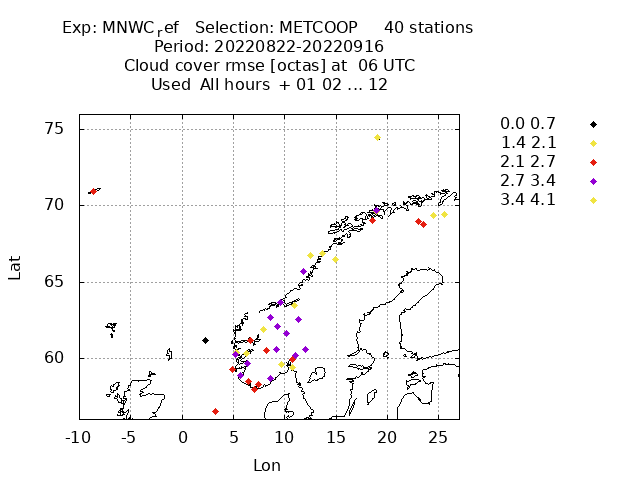 Exp: MNWCref   Selection: METCOOP     40 stations
Period: 20220822-20220916
Cloud cover rmse [octas] at  06 UTC
Used  All hours  + 01 02 ... 12
0.0 0.7
1.4 2.1
2.1 2.7
2.7 3.4
3.4 4.1
75
70
65
60
Lat
-10 -5 0 5 10 15 20 25
Lon